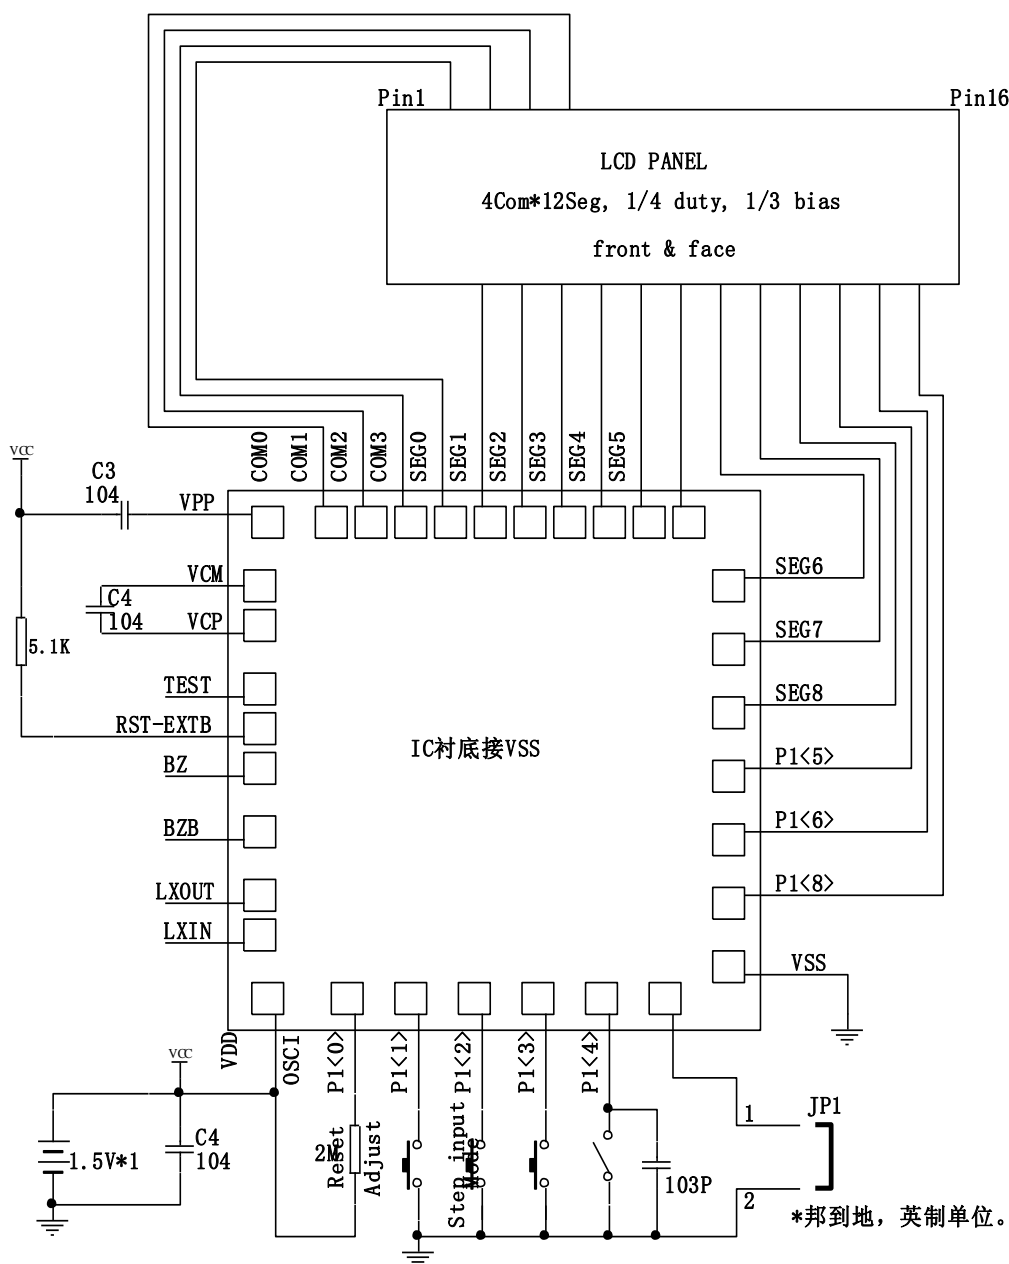 Pin1
Pin16
LCD PANEL
4Com*12Seg, 1/4 duty, 1/3 bias
front & face
COM0
COM1
COM2
COM3
SEG0
SEG1
SEG2
SEG3
SEG4
SEG5
VCC
C3
104
VPP
VCM
C4
104
VCP
5.1K
TEST
RST-EXTB
BZ
BZB
LXOUT
LXIN
IC衬底接VSS
SEG6
SEG7
SEG8
P1<5>
P1<6>
P1<8>
VSS
VDD
OSCI
P1<0>
P1<1>
P1<2>
P1<3>
P1<4>
VCC
1.5V*1
C4
104
2M
Reset
Adjust
Step input
Mode
103P
1
JP1
2
*邦到地，英制单位。